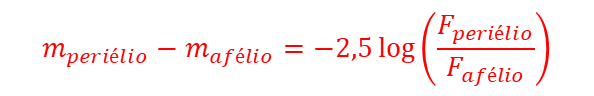 m_periélio − m_afélio = −2,5 log (F_periélio / F_afélio)